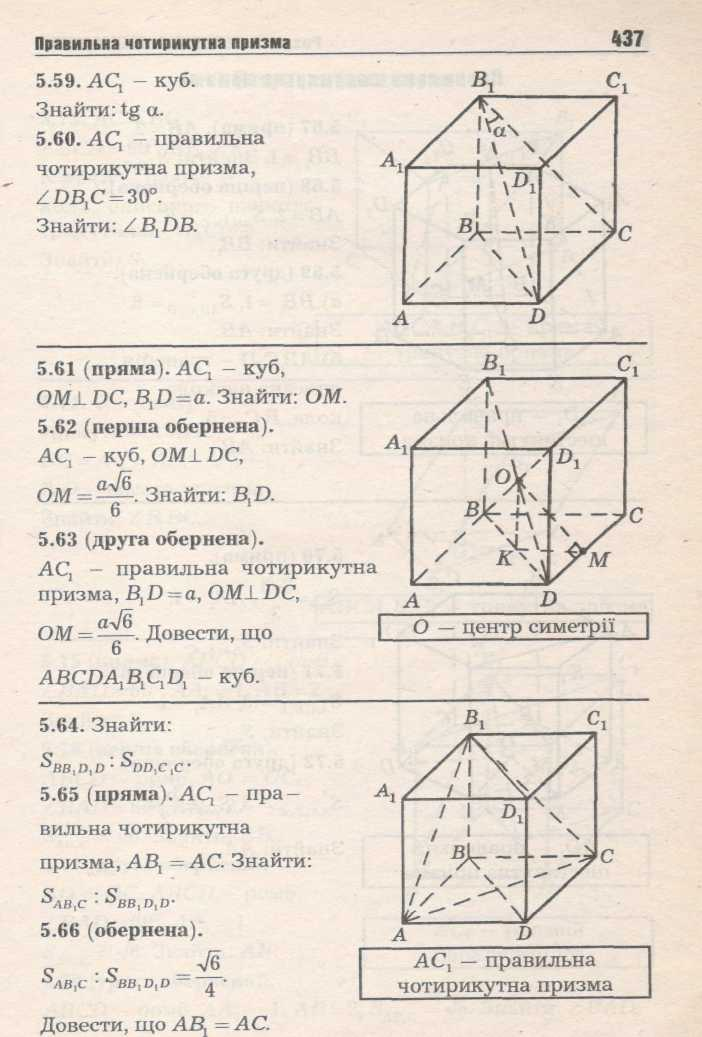 Правильна чотирикутна призма
437
5.59. AC₁ – куб.
Знайти: tg α.
5.60. AC₁ – правильна
чотирикутна призма,
∠DB₁C=30°.
Знайти: ∠B₁DB.
B₁
C₁
α
A₁
D₁
B
C
A
D
5.61 (пряма). AC₁ – куб,
OM⊥DC, B₁D=a. Знайти: OM.
5.62 (перша обернена).
AC₁ – куб, OM⊥DC,
OM = a√6/6. Знайти: B₁D.
5.63 (друга обернена).
AC₁ – правильна чотирикутна
призма, B₁D=a, OM⊥DC,
OM = a√6/6. Довести, що
ABCDA₁B₁C₁D₁ – куб.
B₁
C₁
A₁
D₁
O
B
C
K
M
A
D
O — центр симетрії
5.64. Знайти:
S_BB₁D₁D : S_DD₁C₁C.
5.65 (пряма). AC₁ – пра–
вильна чотирикутна
призма, AB₁ = AC. Знайти:
S_AB₁C : S_BB₁D₁D.
5.66 (обернена).
S_AB₁C : S_BB₁D₁D = √6/4.
Довести, що AB₁ = AC.
B₁
C₁
A₁
D₁
B
C
A
D
AC₁ — правильна
чотирикутна призма